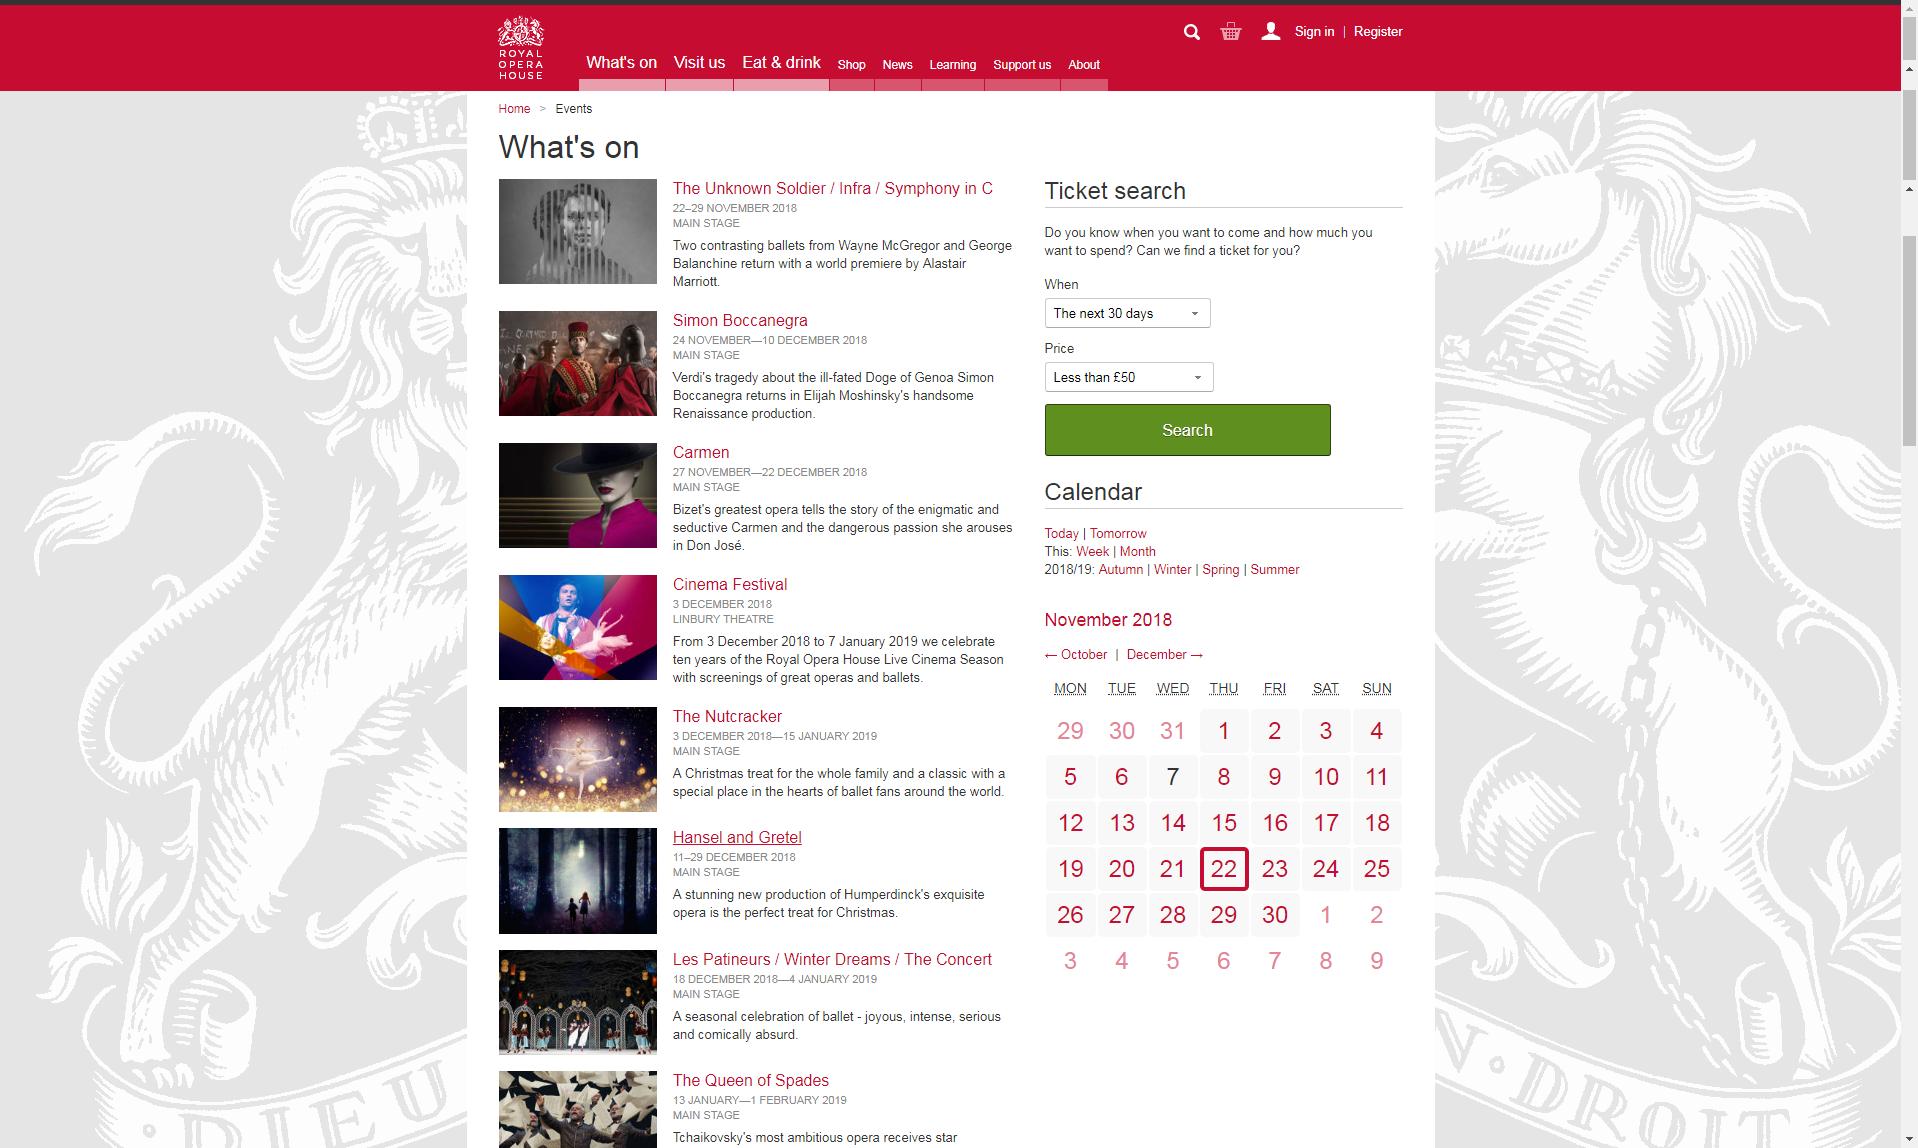 ROYAL
OPERA
HOUSE
What's on
Visit us
Eat & drink
Shop
News
Learning
Support us
About
Sign in | Register
Home > Events
What's on
The Unknown Soldier / Infra / Symphony in C
22–29 NOVEMBER 2018
MAIN STAGE
Two contrasting ballets from Wayne McGregor and George
Balanchine return with a world premiere by Alastair
Marriott.
Simon Boccanegra
24 NOVEMBER—10 DECEMBER 2018
MAIN STAGE
Verdi's tragedy about the ill-fated Doge of Genoa Simon
Boccanegra returns in Elijah Moshinsky's handsome
Renaissance production.
Carmen
27 NOVEMBER—22 DECEMBER 2018
MAIN STAGE
Bizet's greatest opera tells the story of the enigmatic and
seductive Carmen and the dangerous passion she arouses
in Don José.
Cinema Festival
3 DECEMBER 2018
LINBURY THEATRE
From 3 December 2018 to 7 January 2019 we celebrate
ten years of the Royal Opera House Live Cinema Season
with screenings of great operas and ballets.
The Nutcracker
3 DECEMBER 2018—15 JANUARY 2019
MAIN STAGE
A Christmas treat for the whole family and a classic with a
special place in the hearts of ballet fans around the world.
Hansel and Gretel
11–29 DECEMBER 2018
MAIN STAGE
A stunning new production of Humperdinck's exquisite
opera is the perfect treat for Christmas.
Les Patineurs / Winter Dreams / The Concert
18 DECEMBER 2018—4 JANUARY 2019
MAIN STAGE
A seasonal celebration of ballet - joyous, intense, serious
and comically absurd.
The Queen of Spades
13 JANUARY—1 FEBRUARY 2019
MAIN STAGE
Tchaikovsky's most ambitious opera receives star
Ticket search
Do you know when you want to come and how much you
want to spend? Can we find a ticket for you?
When
The next 30 days
Price
Less than £50
Search
Calendar
Today | Tomorrow
This: Week | Month
2018/19: Autumn | Winter | Spring | Summer
November 2018
← October | December →
MON TUE WED THU FRI SAT SUN
29 30 31 1 2 3 4
5 6 7 8 9 10 11
12 13 14 15 16 17 18
19 20 21 22 23 24 25
26 27 28 29 30 1 2
3 4 5 6 7 8 9
DIEU
N · DROIT